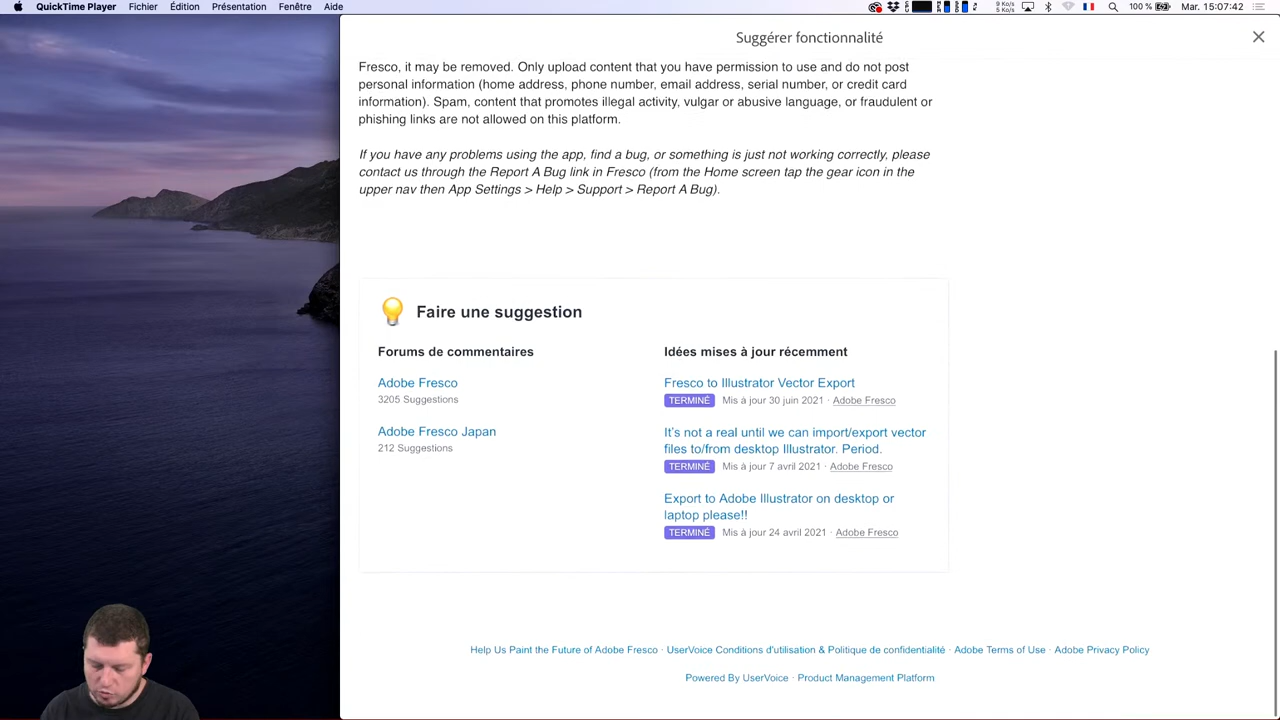 QuickTime Player Fichier Édition Présentation Fenêtre Aide
9 Ko/s
5 Ko/s
100 % Mar. 15:07:42
Suggérer fonctionnalité
Fresco, it may be removed. Only upload content that you have permission to use and do not post
personal information (home address, phone number, email address, serial number, or credit card
information). Spam, content that promotes illegal activity, vulgar or abusive language, or fraudulent or
phishing links are not allowed on this platform.
If you have any problems using the app, find a bug, or something is just not working correctly, please
contact us through the Report A Bug link in Fresco (from the Home screen tap the gear icon in the
upper nav then App Settings > Help > Support > Report A Bug).
Faire une suggestion
Forums de commentaires
Adobe Fresco
3205 Suggestions
Adobe Fresco Japan
212 Suggestions
Idées mises à jour récemment
Fresco to Illustrator Vector Export
TERMINÉ Mis à jour 30 juin 2021 · Adobe Fresco
It’s not a real until we can import/export vector
files to/from desktop Illustrator. Period.
TERMINÉ Mis à jour 7 avril 2021 · Adobe Fresco
Export to Adobe Illustrator on desktop or
laptop please!!
TERMINÉ Mis à jour 24 avril 2021 · Adobe Fresco
Help Us Paint the Future of Adobe Fresco · UserVoice Conditions d'utilisation & Politique de confidentialité · Adobe Terms of Use · Adobe Privacy Policy
Powered By UserVoice · Product Management Platform